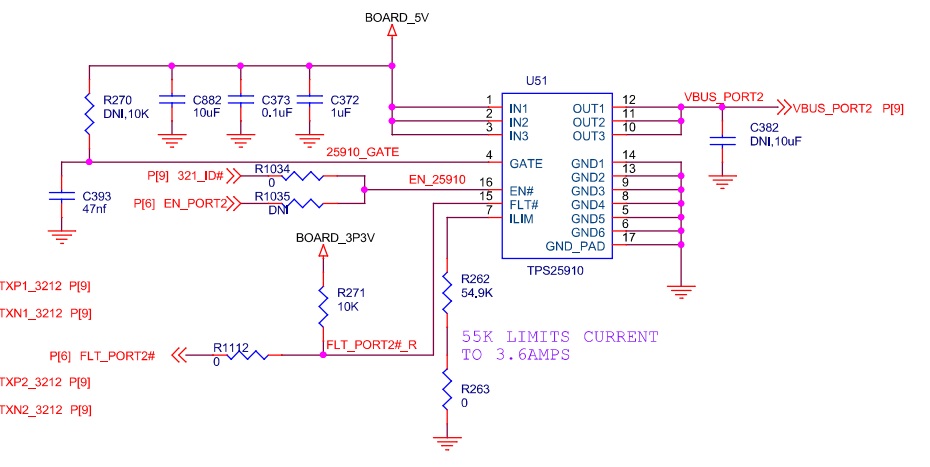 BOARD_5V
U51
R270
DNI,10K
C882
10uF
C373
0.1uF
C372
1uF
1 IN1 OUT1 12
2 IN2 OUT2 11
3 IN3 OUT3 10
VBUS_PORT2
VBUS_PORT2 P[9]
C382
DNI,10uF
25910_GATE
4 GATE GND1 14
GND2 13
P[9] 321_ID# R1034
0
EN_25910
16 EN# GND3 9
15 FLT# GND4 8
7 ILIM GND5 5
GND6 6
GND_PAD 17
TPS25910
C393
47nf
P[6] EN_PORT2 R1035
DNI
BOARD_3P3V
R271
10K
R262
54.9K
TXP1_3212 P[9]
TXN1_3212 P[9]
55K LIMITS CURRENT
TO 3.6AMPS
P[6] FLT_PORT2# R1112
0
FLT_PORT2#_R
TXP2_3212 P[9]
TXN2_3212 P[9]
R263
0